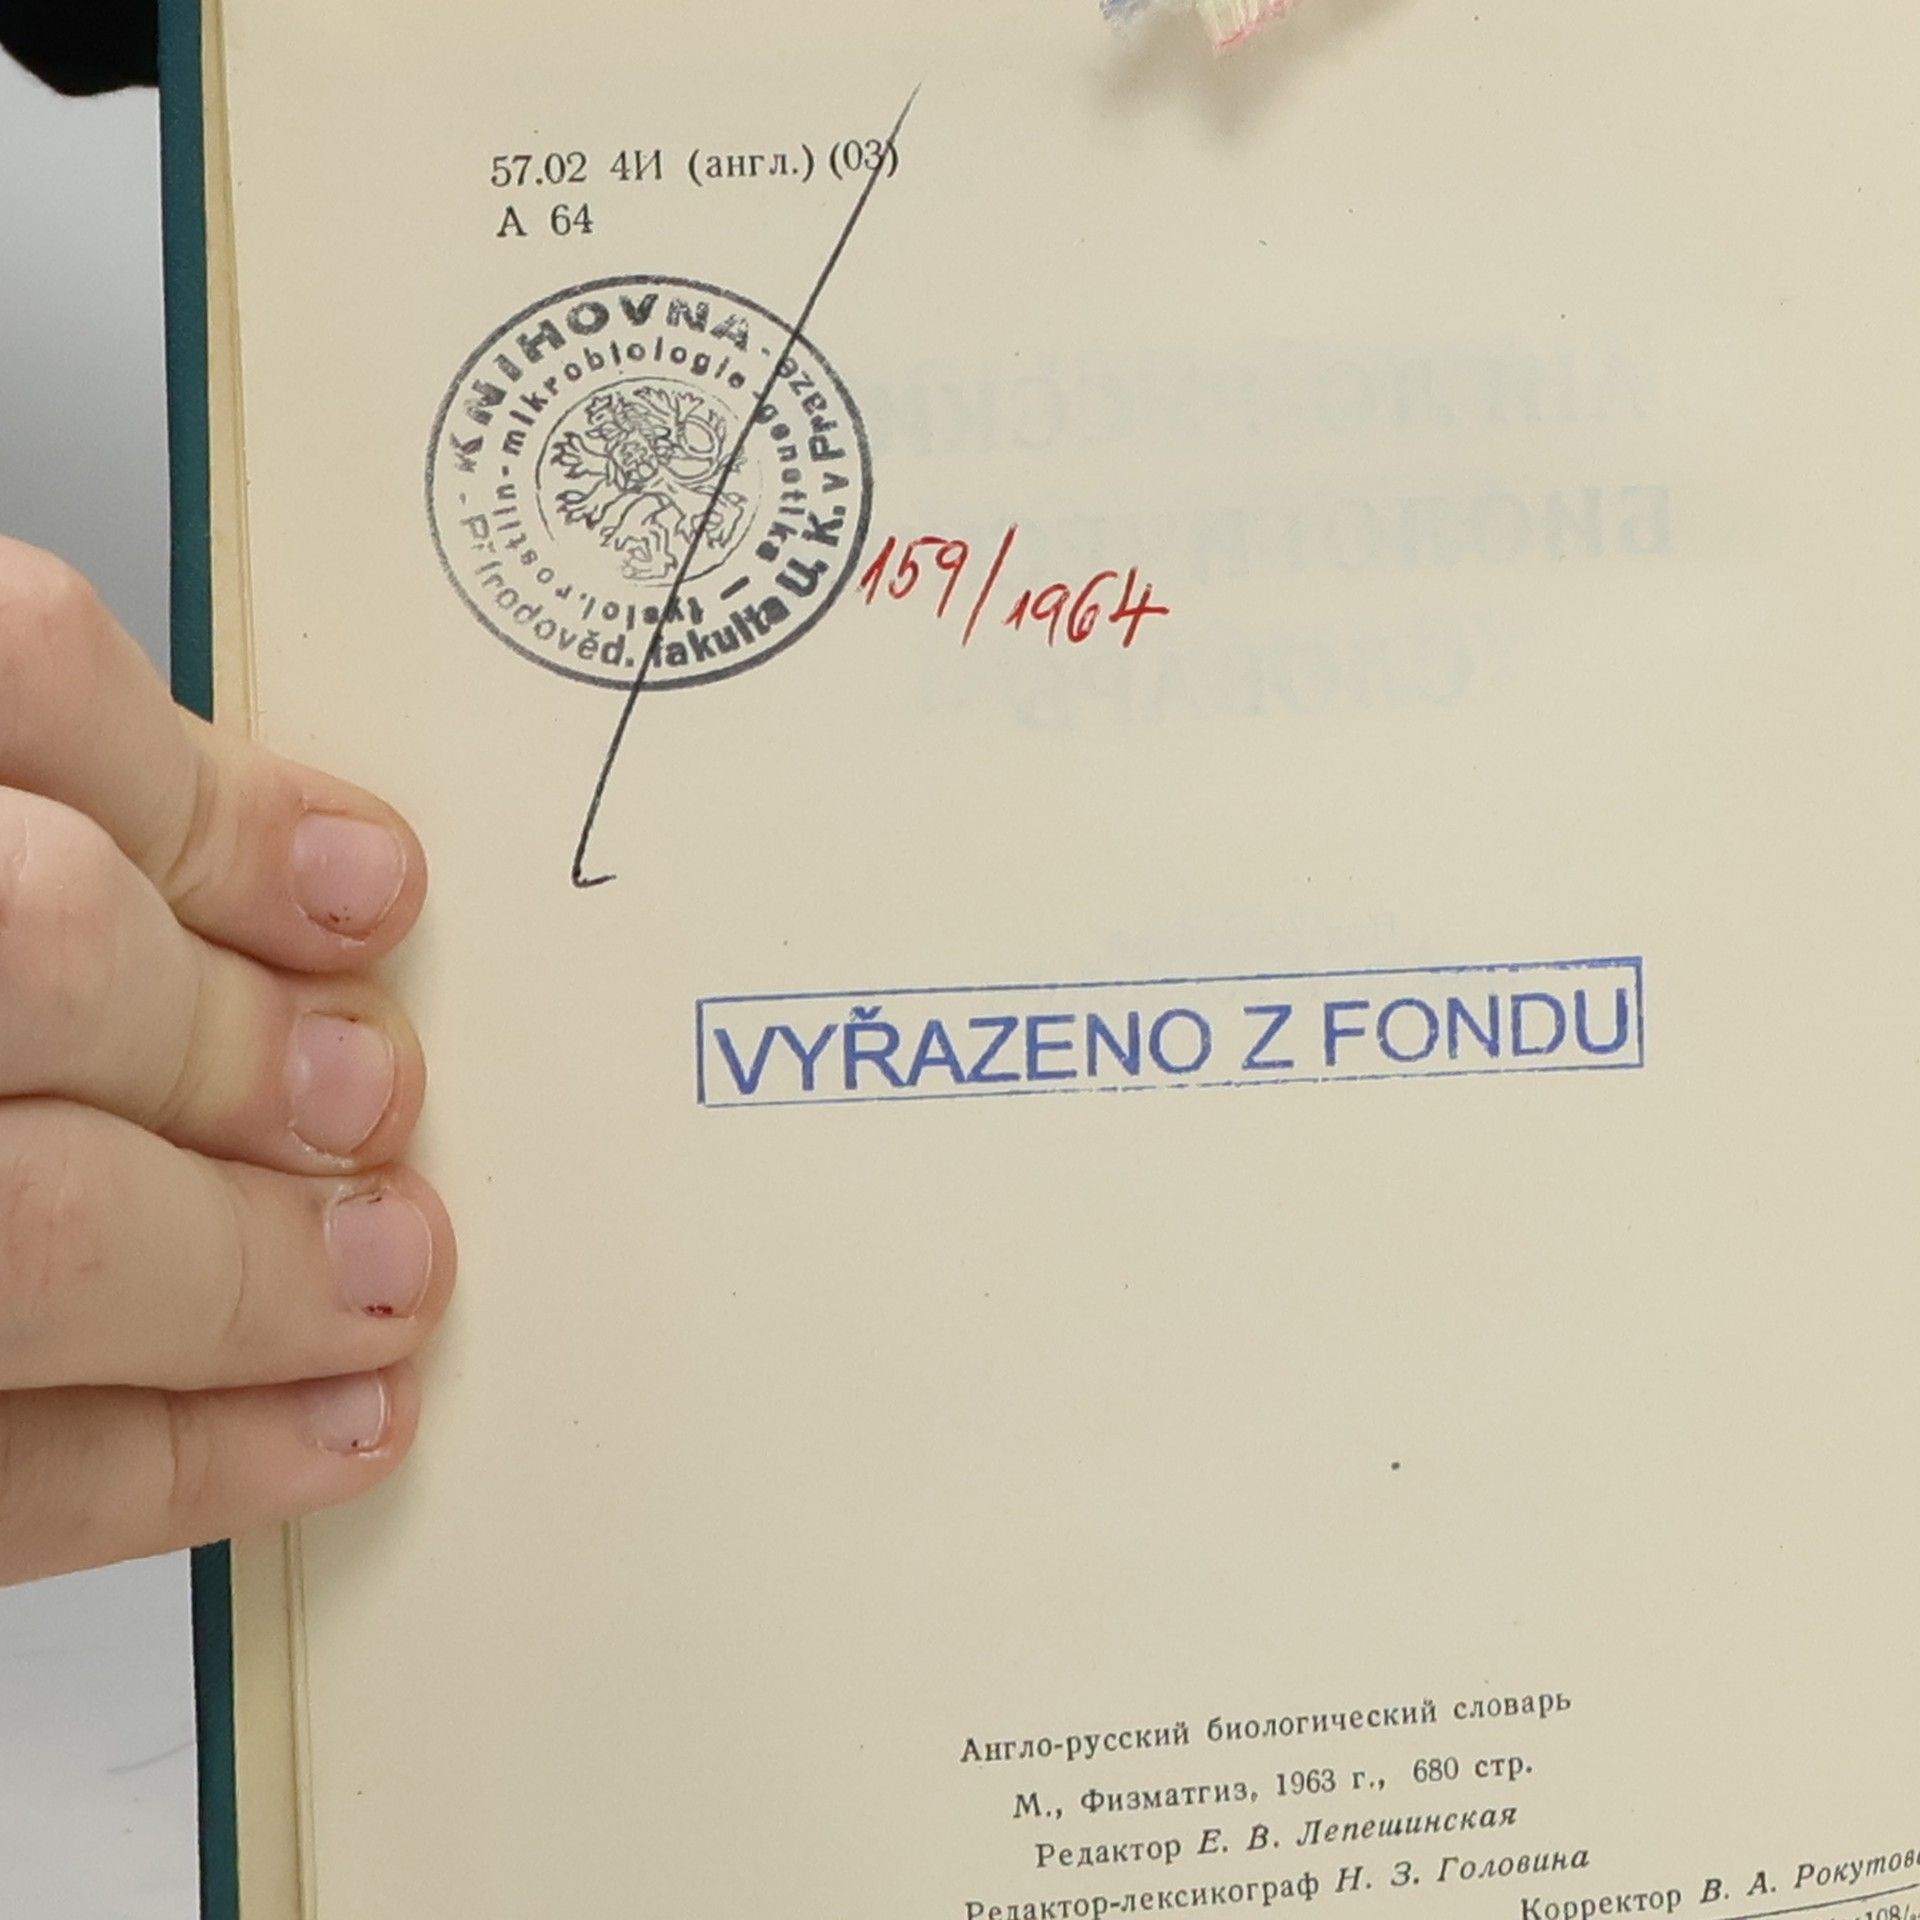 57.02 4И (англ.) (03)
А 64
KNIHOVNA
Přírodověd. fakulta U. K. v Praze
mikrobiologie, genetika – fysiol. rostlin
159/1964
VYŘAZENO Z FONDU
Англо-русский биологический словарь
М., Физматгиз, 1963 г., 680 стр.
Редактор Е. В. Лепешинская
Редактор-лексикограф Н. З. Головина
Корректор В. А.